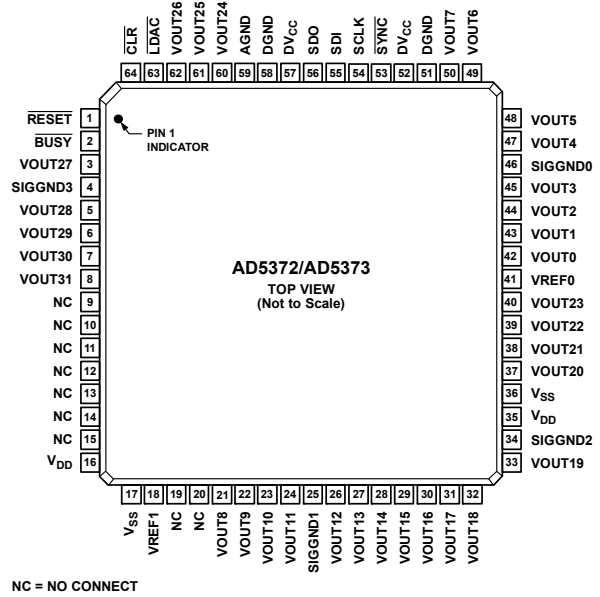 CLR
LDAC
VOUT26
VOUT25
VOUT24
AGND
DGND
DVCC
SDO
SDI
SCLK
SYNC
DVCC
DGND
VOUT7
VOUT6
64 63 62 61 60 59 58 57 56 55 54 53 52 51 50 49
RESET 1
BUSY 2
VOUT27 3
SIGGND3 4
VOUT28 5
VOUT29 6
VOUT30 7
VOUT31 8
NC 9
NC 10
NC 11
NC 12
NC 13
NC 14
NC 15
VDD 16
PIN 1
INDICATOR
AD5372/AD5373
TOP VIEW
(Not to Scale)
48 VOUT5
47 VOUT4
46 SIGGND0
45 VOUT3
44 VOUT2
43 VOUT1
42 VOUT0
41 VREF0
40 VOUT23
39 VOUT22
38 VOUT21
37 VOUT20
36 VSS
35 VDD
34 SIGGND2
33 VOUT19
17 18 19 20 21 22 23 24 25 26 27 28 29 30 31 32
VSS
VREF1
NC
NC
VOUT8
VOUT9
VOUT10
VOUT11
SIGGND1
VOUT12
VOUT13
VOUT14
VOUT15
VOUT16
VOUT17
VOUT18
NC = NO CONNECT